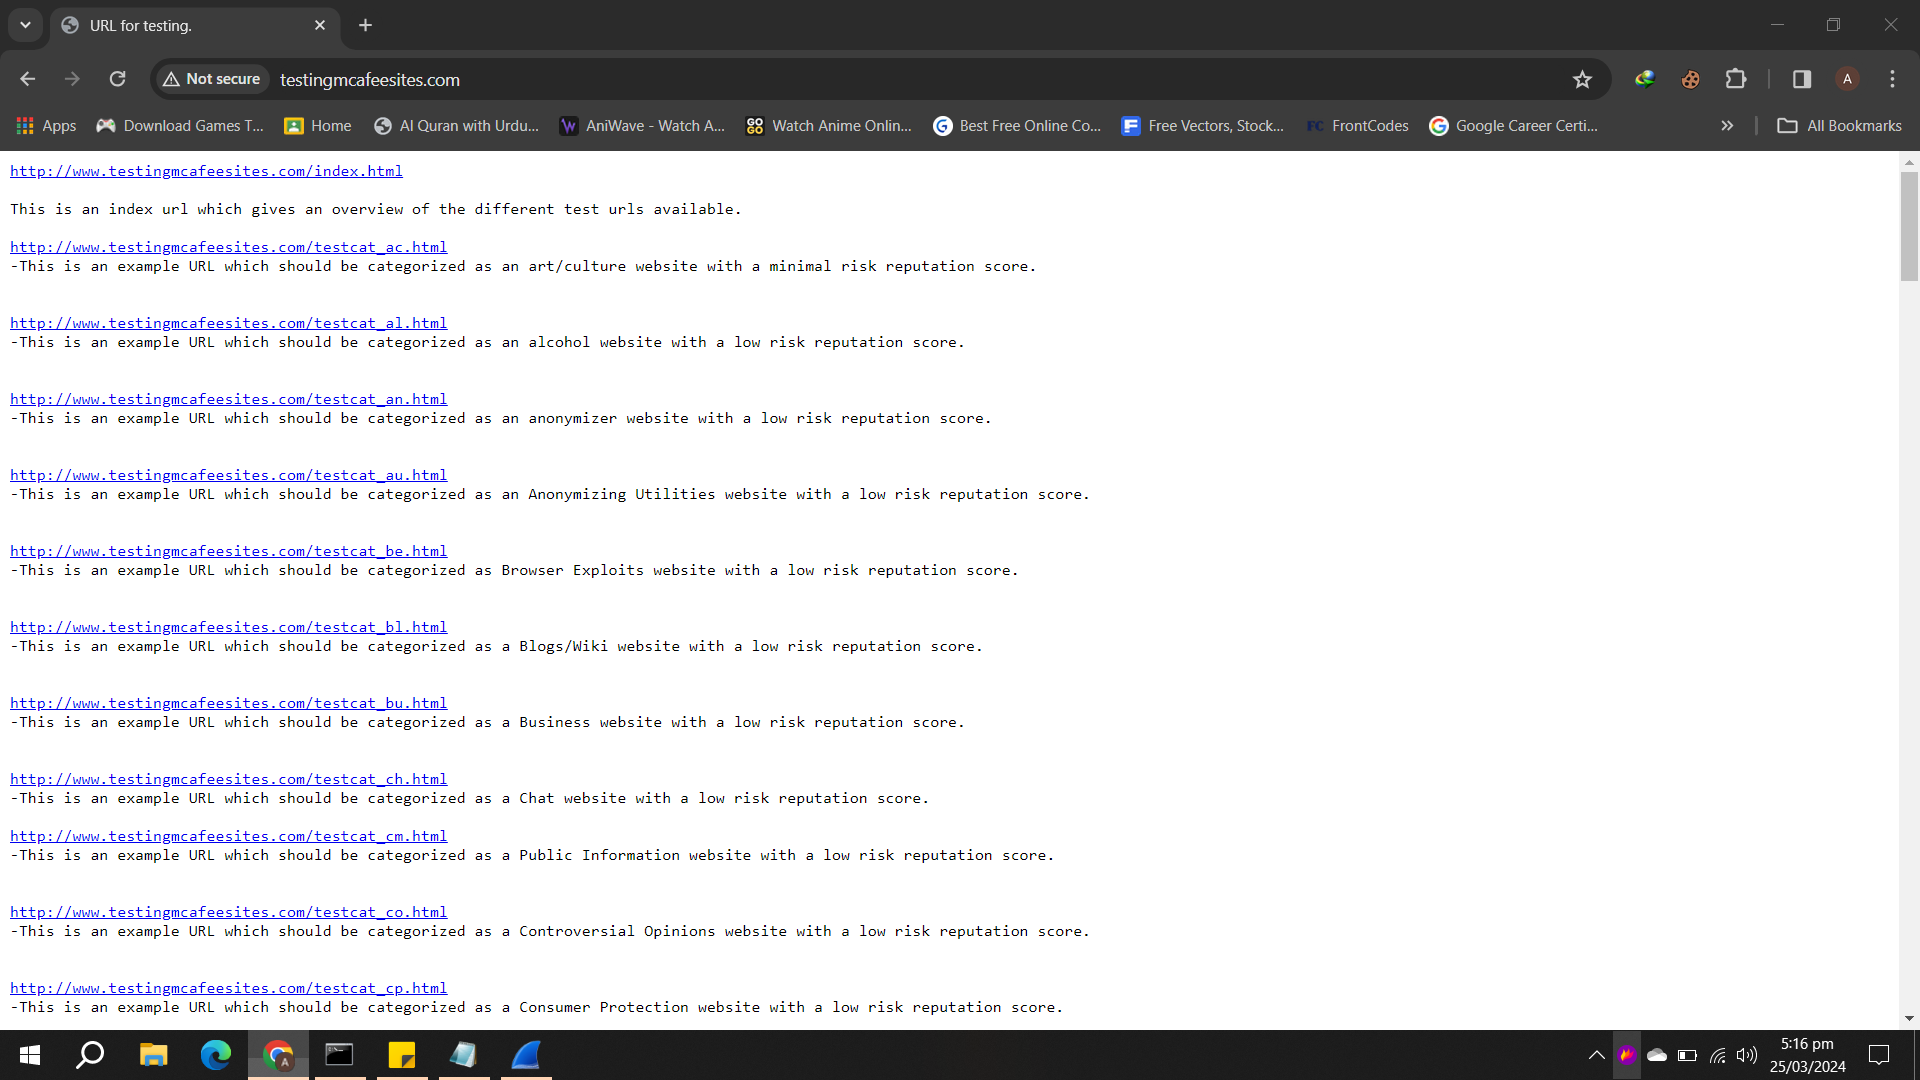 URL for testing.
Not secure
testingmcafeesites.com
A
Apps
Download Games T...
Home
Al Quran with Urdu...
AniWave - Watch A...
GO GO
Watch Anime Onlin...
Best Free Online Co...
Free Vectors, Stock...
FC
FrontCodes
Google Career Certi...
All Bookmarks
http://www.testingmcafeesites.com/index.html
This is an index url which gives an overview of the different test urls available.
http://www.testingmcafeesites.com/testcat_ac.html
-This is an example URL which should be categorized as an art/culture website with a minimal risk reputation score.
http://www.testingmcafeesites.com/testcat_al.html
-This is an example URL which should be categorized as an alcohol website with a low risk reputation score.
http://www.testingmcafeesites.com/testcat_an.html
-This is an example URL which should be categorized as an anonymizer website with a low risk reputation score.
http://www.testingmcafeesites.com/testcat_au.html
-This is an example URL which should be categorized as an Anonymizing Utilities website with a low risk reputation score.
http://www.testingmcafeesites.com/testcat_be.html
-This is an example URL which should be categorized as Browser Exploits website with a low risk reputation score.
http://www.testingmcafeesites.com/testcat_bl.html
-This is an example URL which should be categorized as a Blogs/Wiki website with a low risk reputation score.
http://www.testingmcafeesites.com/testcat_bu.html
-This is an example URL which should be categorized as a Business website with a low risk reputation score.
http://www.testingmcafeesites.com/testcat_ch.html
-This is an example URL which should be categorized as a Chat website with a low risk reputation score.
http://www.testingmcafeesites.com/testcat_cm.html
-This is an example URL which should be categorized as a Public Information website with a low risk reputation score.
http://www.testingmcafeesites.com/testcat_co.html
-This is an example URL which should be categorized as a Controversial Opinions website with a low risk reputation score.
http://www.testingmcafeesites.com/testcat_cp.html
-This is an example URL which should be categorized as a Consumer Protection website with a low risk reputation score.
A
5:16 pm
25/03/2024